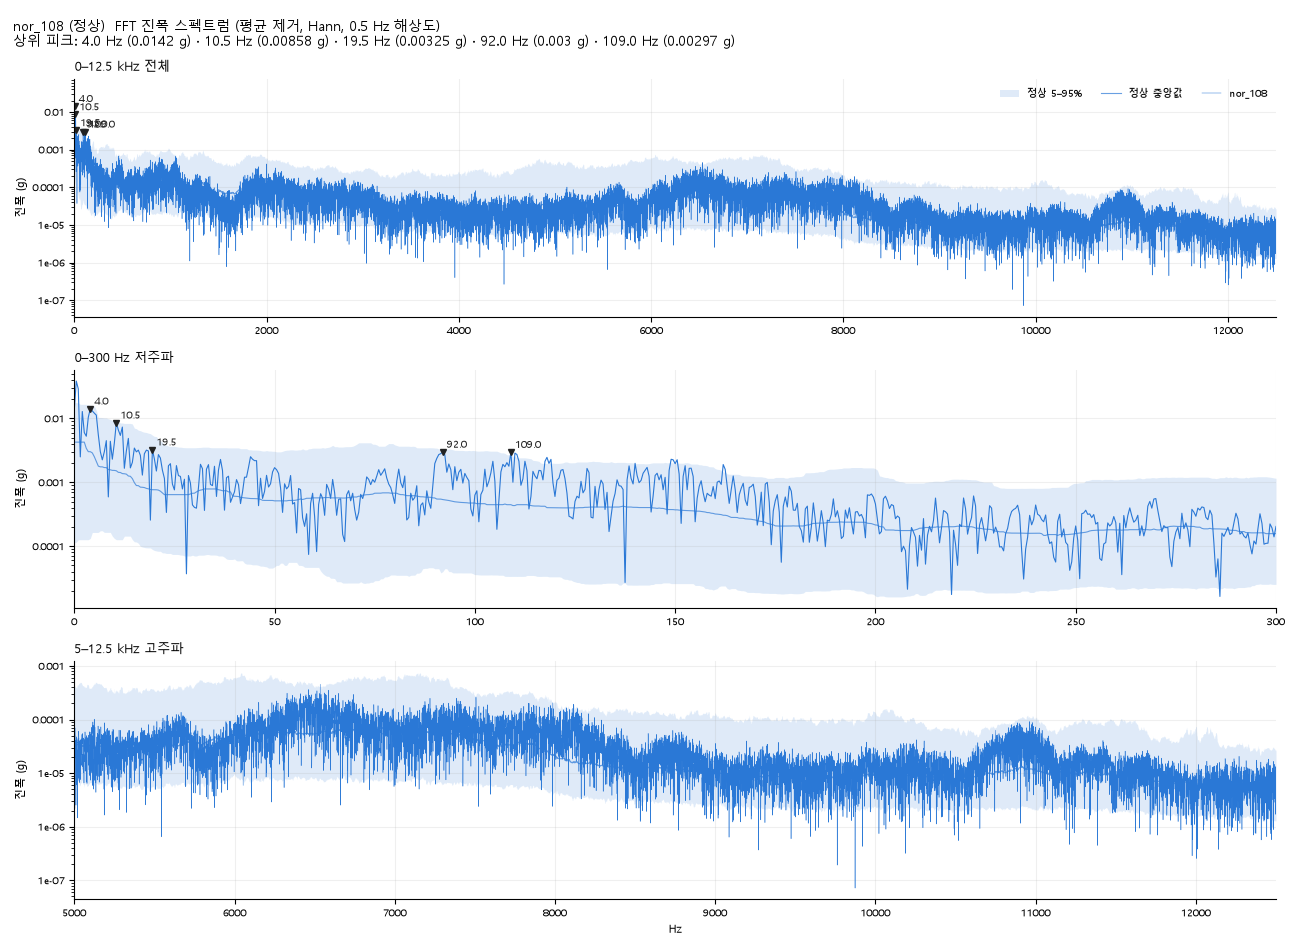 nor_108 (정상)  FFT 진폭 스펙트럼 (평균 제거, Hann, 0.5 Hz 해상도)
상위 피크: 4.0 Hz (0.0142 g) · 10.5 Hz (0.00858 g) · 19.5 Hz (0.00325 g) · 92.0 Hz (0.003 g) · 109.0 Hz (0.00297 g)
0–12.5 kHz 전체
정상 5–95% 정상 중앙값 nor_108
4.0
10.5
19.5
0.01
0.001
0.0001
1e-05
1e-06
1e-07
진폭 (g)
0 2000 4000 6000 8000 10000 12000
0–300 Hz 저주파
4.0
10.5
19.5
92.0
109.0
0.01
0.001
0.0001
진폭 (g)
0 50 100 150 200 250 300
5–12.5 kHz 고주파
0.001
0.0001
1e-05
1e-06
1e-07
진폭 (g)
5000 6000 7000 8000 9000 10000 11000 12000
Hz